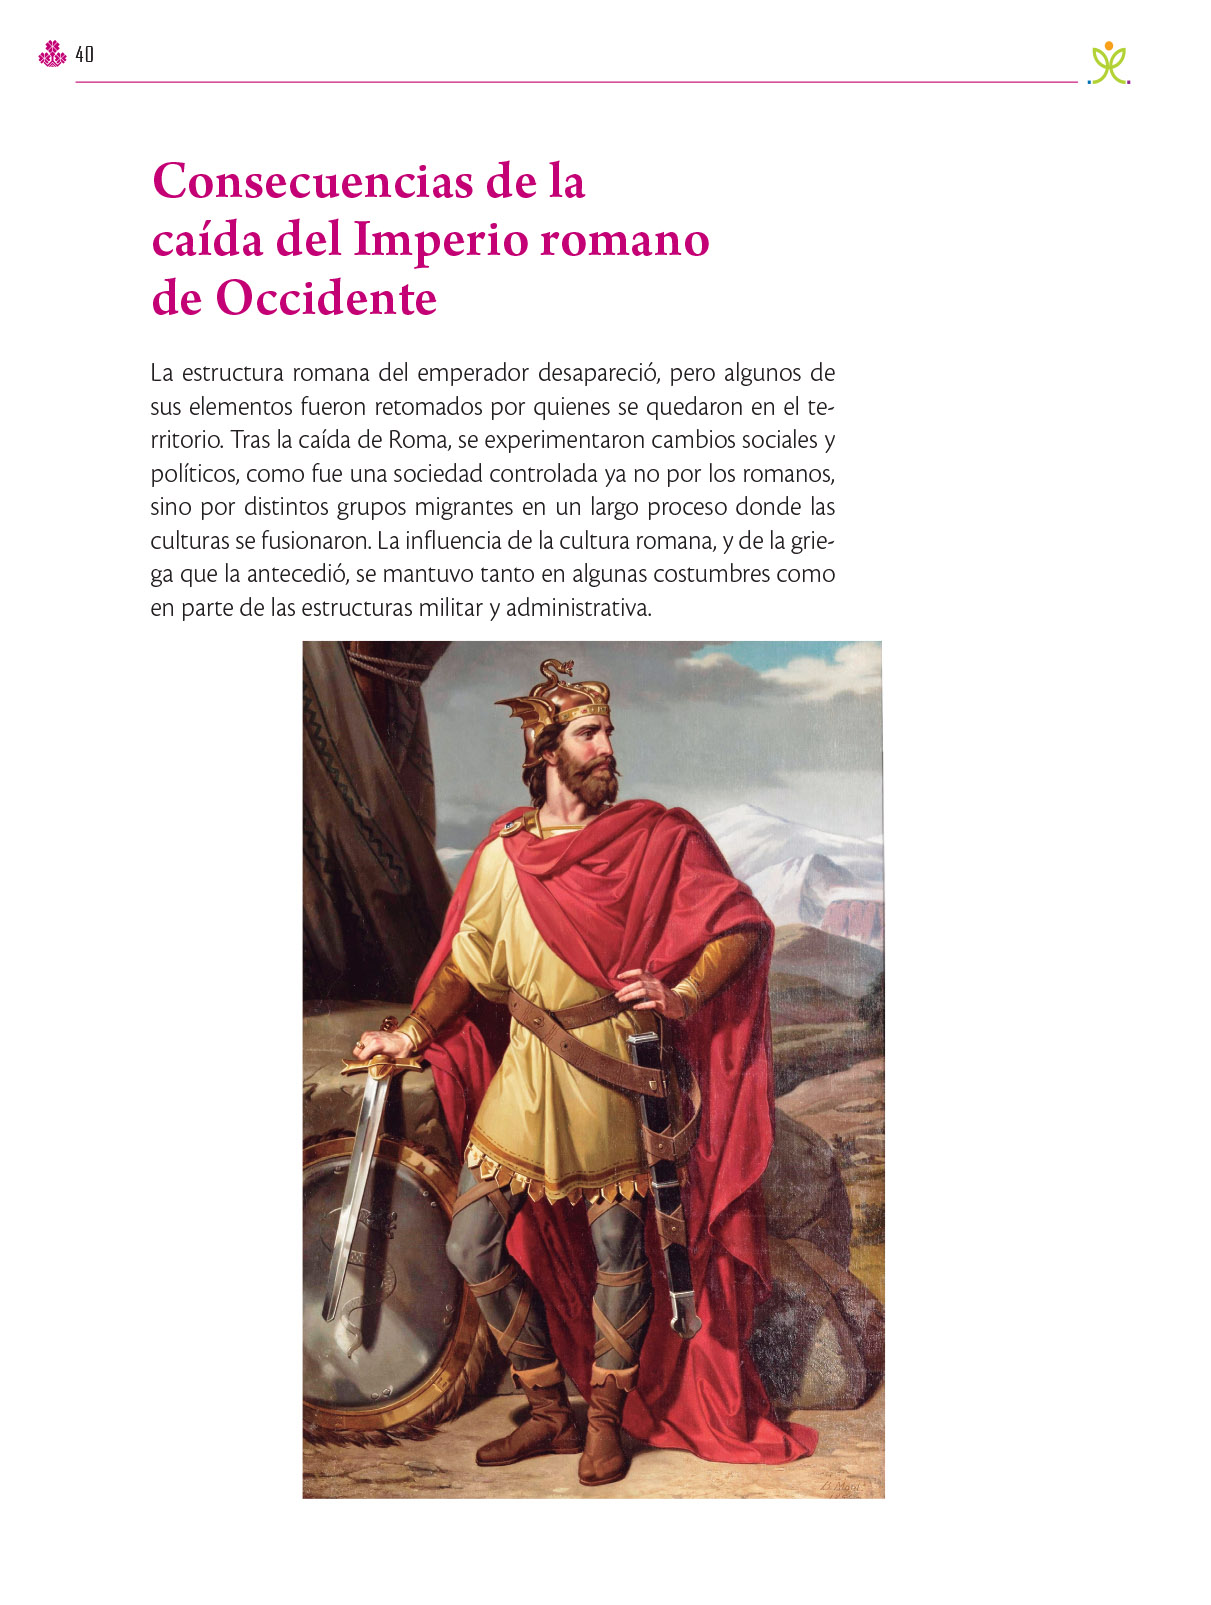 40
Consecuencias de la
caída del Imperio romano
de Occidente
La estructura romana del emperador desapareció, pero algunos de
sus elementos fueron retomados por quienes se quedaron en el te-
rritorio. Tras la caída de Roma, se experimentaron cambios sociales y
políticos, como fue una sociedad controlada ya no por los romanos,
sino por distintos grupos migrantes en un largo proceso donde las
culturas se fusionaron. La influencia de la cultura romana, y de la grie-
ga que la antecedió, se mantuvo tanto en algunas costumbres como
en parte de las estructuras militar y administrativa.